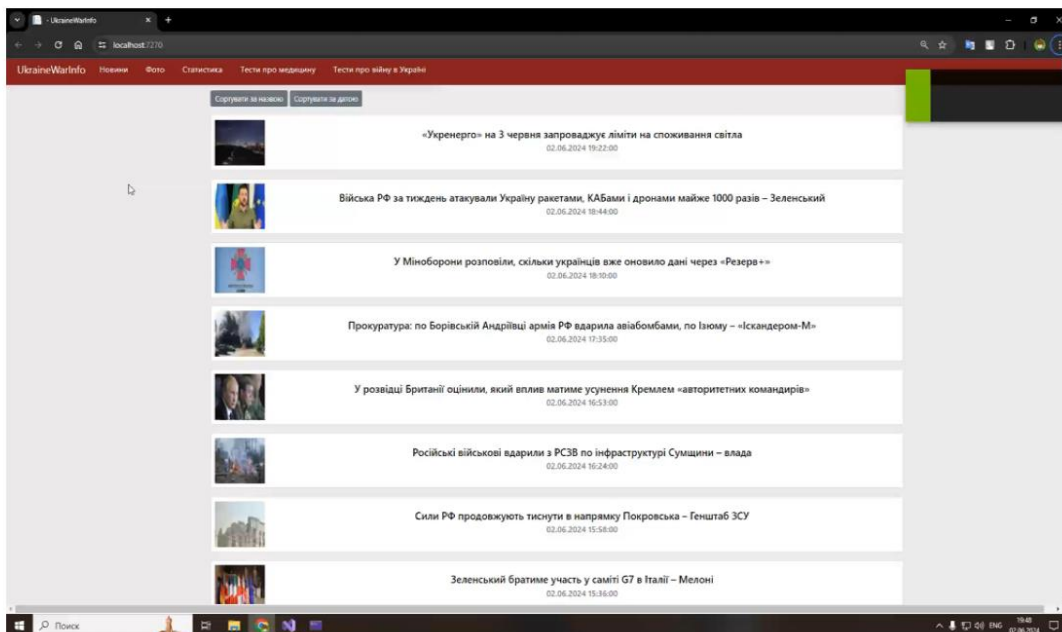 - UkraineWarInfo
localhost:7270
UkraineWarInfo Новини Фото Статистика Тести про медицину Тести про війну в Україні
Сортувати за назвою Сортувати за датою
«Укренерго» на 3 червня запроваджує ліміти на споживання світла
02.06.2024 19:22:00
Війська РФ за тиждень атакували Україну ракетами, КАБами і дронами майже 1000 разів – Зеленський
02.06.2024 18:44:00
У Міноборони розповіли, скільки українців вже оновило дані через «Резерв+»
02.06.2024 18:10:00
Прокуратура: по Борівській Андріївці армія РФ вдарила авіабомбами, по Ізюму – «Іскандером-М»
02.06.2024 17:35:00
У розвідці Британії оцінили, який вплив матиме усунення Кремлем «авторитетних командирів»
02.06.2024 16:53:00
Російські військові вдарили з РСЗВ по інфраструктурі Сумщини – влада
02.06.2024 16:24:00
Сили РФ продовжують тиснути в напрямку Покровська – Генштаб ЗСУ
02.06.2024 15:58:00
Зеленський братиме участь у саміті G7 в Італії – Мелоні
02.06.2024 15:36:00
Поиск
ENG
19:48
02.06.2024